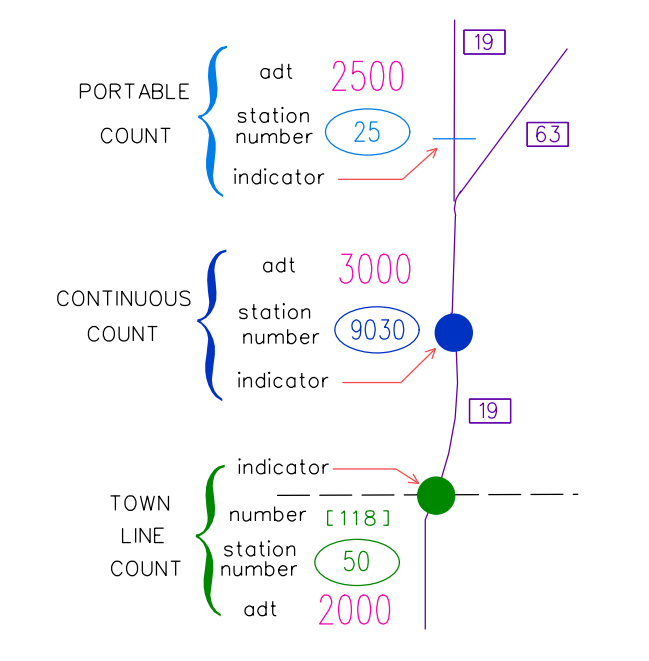 19
adt 2500
PORTABLE
COUNT
station
number 25
63
indicator
adt 3000
CONTINUOUS
COUNT
station
number 9030
indicator
19
indicator
TOWN
LINE
COUNT
number [118]
station
number 50
adt 2000